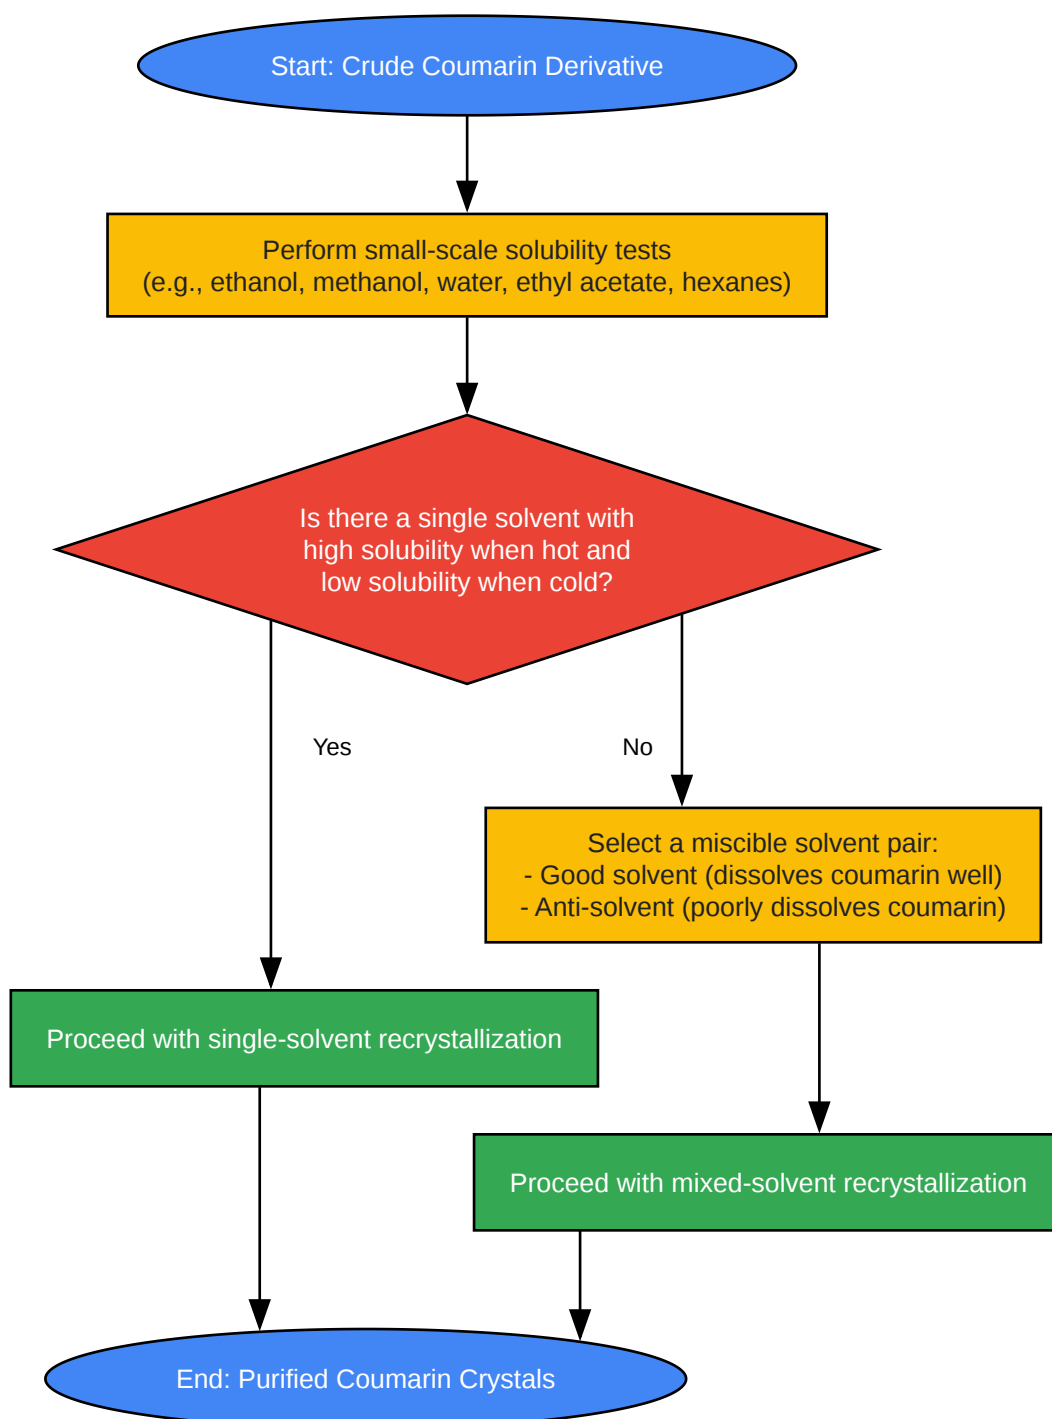 Start: Crude Coumarin Derivative
Perform small-scale solubility tests
(e.g., ethanol, methanol, water, ethyl acetate, hexanes)
Is there a single solvent with
high solubility when hot and
low solubility when cold?
Yes
No
Select a miscible solvent pair:
- Good solvent (dissolves coumarin well)
- Anti-solvent (poorly dissolves coumarin)
Proceed with single-solvent recrystallization
Proceed with mixed-solvent recrystallization
End: Purified Coumarin Crystals